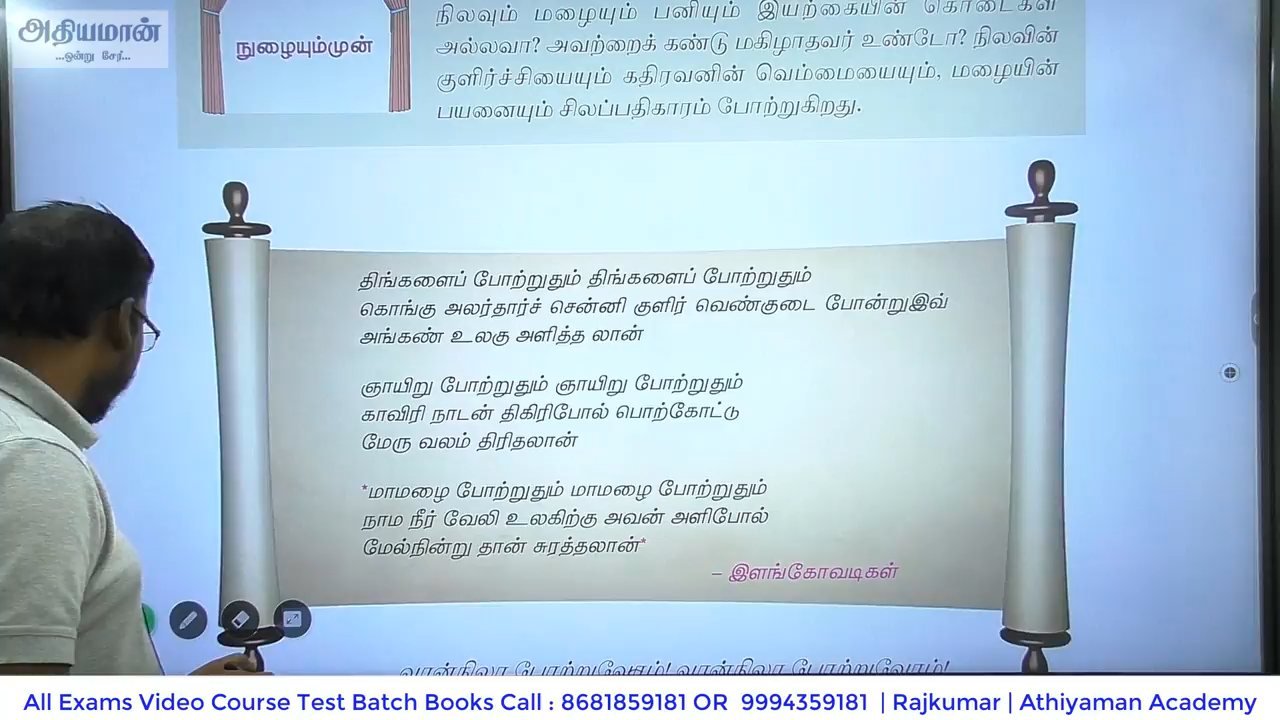 அதியமான்
...ஒன்று சேர்...
நுழையும்முன்
நிலவும் மழையும் பனியும் இயற்கையின் கொடைகள்
அல்லவா? அவற்றைக் கண்டு மகிழாதவர் உண்டோ? நிலவின்
குளிர்ச்சியையும் கதிரவனின் வெம்மையையும், மழையின்
பயனையும் சிலப்பதிகாரம் போற்றுகிறது.
திங்களைப் போற்றுதும் திங்களைப் போற்றுதும்
கொங்கு அலர்தார்ச் சென்னி குளிர் வெண்குடை போன்றுஇவ்
அங்கண் உலகு அளித்த லான்
ஞாயிறு போற்றுதும் ஞாயிறு போற்றுதும்
காவிரி நாடன் திகிரிபோல் பொற்கோட்டு
மேரு வலம் திரிதலான்
*மாமழை போற்றுதும் மாமழை போற்றுதும்
நாம நீர் வேலி உலகிற்கு அவன் அளிபோல்
மேல்நின்று தான் சுரத்தலான்*
– இளங்கோவடிகள்
வான்நிலா போற்றுவோம்! வான்நிலா போற்றுவோம்!
All Exams Video Course Test Batch Books Call : 8681859181 OR 9994359181 | Rajkumar | Athiyaman Academy